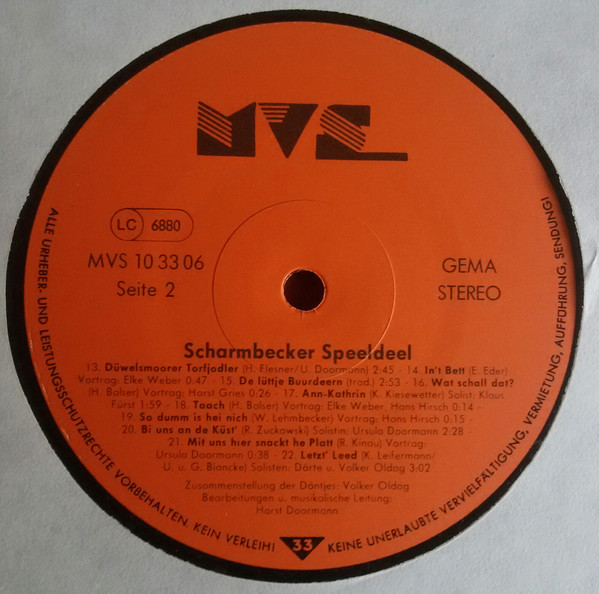 MVS
LC 6880
MVS 10 33 06
Seite 2
GEMA
STEREO
Scharmbecker Speeldeel
13. Düwelsmoorer Torfjodler (H. Elesner/U. Doormann) 2:45 - 14. In't Bett (E. Eder)
Vortrag: Elke Weber 0:47 - 15. De lüttje Buurdeern (trad.) 2:53 - 16. Wat schall dat?
(H. Balser) Vortrag: Horst Gries 0:26 - 17. Ann-Kathrin (K. Kiesewetter) Solist: Klaus
Fürst 1:59 - 18. Taach (H. Balser) Vortrag: Elke Weber, Hans Hirsch 0:14 -
19. So dumm is hei nich (W. Lehmbecker) Vortrag: Hans Hirsch 0:15 -
20. Bi uns an de Küst' (R. Zuckowski) Solistin: Ursula Doormann 2:28 -
21. Mit uns hier snackt he Platt (R. Kinau) Vortrag:
Ursula Doormann 0:38 - 22. Letzt' Leed (K. Leifermann/
U. u. G. Blancke) Solisten: Dörte u. Volker Oldag 3:02
Zusammenstellung der Döntjes: Volker Oldag
Bearbeitungen u. musikalische Leitung:
Horst Doormann
ALLE URHEBER- UND LEISTUNGSSCHUTZRECHTE VORBEHALTEN. KEIN VERLEIH! 33 KEINE UNERLAUBTE VERVIELFÄLTIGUNG, VERMIETUNG, AUFFÜHRUNG, SENDUNG!